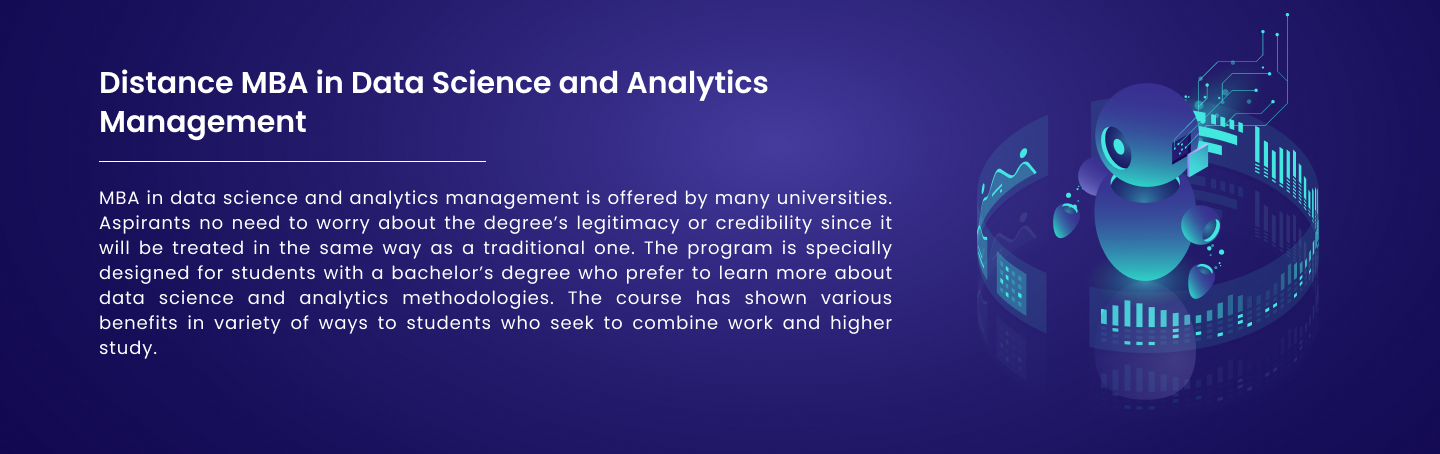 Distance MBA in Data Science and Analytics
Management
MBA in data science and analytics management is offered by many universities.
Aspirants no need to worry about the degree’s legitimacy or credibility since it
will be treated in the same way as a traditional one. The program is specially
designed for students with a bachelor’s degree who prefer to learn more about
data science and analytics methodologies. The course has shown various
benefits in variety of ways to students who seek to combine work and higher
study.